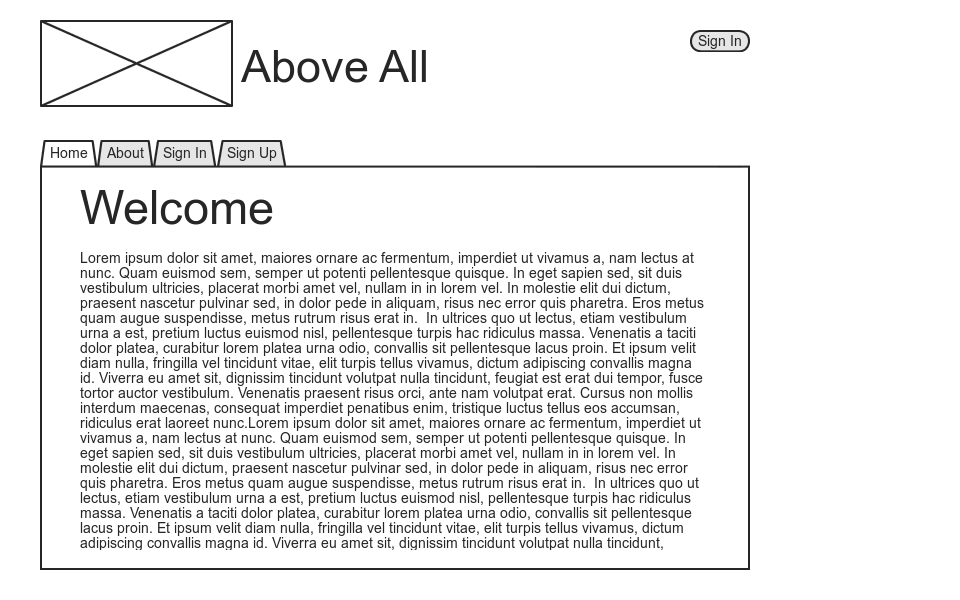 Above All
Sign In
Home
About
Sign In
Sign Up
Welcome
Lorem ipsum dolor sit amet, maiores ornare ac fermentum, imperdiet ut vivamus a, nam lectus at
nunc. Quam euismod sem, semper ut potenti pellentesque quisque. In eget sapien sed, sit duis
vestibulum ultricies, placerat morbi amet vel, nullam in in lorem vel. In molestie elit dui dictum,
praesent nascetur pulvinar sed, in dolor pede in aliquam, risus nec error quis pharetra. Eros metus
quam augue suspendisse, metus rutrum risus erat in.  In ultrices quo ut lectus, etiam vestibulum
urna a est, pretium luctus euismod nisl, pellentesque turpis hac ridiculus massa. Venenatis a taciti
dolor platea, curabitur lorem platea urna odio, convallis sit pellentesque lacus proin. Et ipsum velit
diam nulla, fringilla vel tincidunt vitae, elit turpis tellus vivamus, dictum adipiscing convallis magna
id. Viverra eu amet sit, dignissim tincidunt volutpat nulla tincidunt, feugiat est erat dui tempor, fusce
tortor auctor vestibulum. Venenatis praesent risus orci, ante nam volutpat erat. Cursus non mollis
interdum maecenas, consequat imperdiet penatibus enim, tristique luctus tellus eos accumsan,
ridiculus erat laoreet nunc.Lorem ipsum dolor sit amet, maiores ornare ac fermentum, imperdiet ut
vivamus a, nam lectus at nunc. Quam euismod sem, semper ut potenti pellentesque quisque. In
eget sapien sed, sit duis vestibulum ultricies, placerat morbi amet vel, nullam in in lorem vel. In
molestie elit dui dictum, praesent nascetur pulvinar sed, in dolor pede in aliquam, risus nec error
quis pharetra. Eros metus quam augue suspendisse, metus rutrum risus erat in.  In ultrices quo ut
lectus, etiam vestibulum urna a est, pretium luctus euismod nisl, pellentesque turpis hac ridiculus
massa. Venenatis a taciti dolor platea, curabitur lorem platea urna odio, convallis sit pellentesque
lacus proin. Et ipsum velit diam nulla, fringilla vel tincidunt vitae, elit turpis tellus vivamus, dictum
adipiscing convallis magna id. Viverra eu amet sit, dignissim tincidunt volutpat nulla tincidunt,